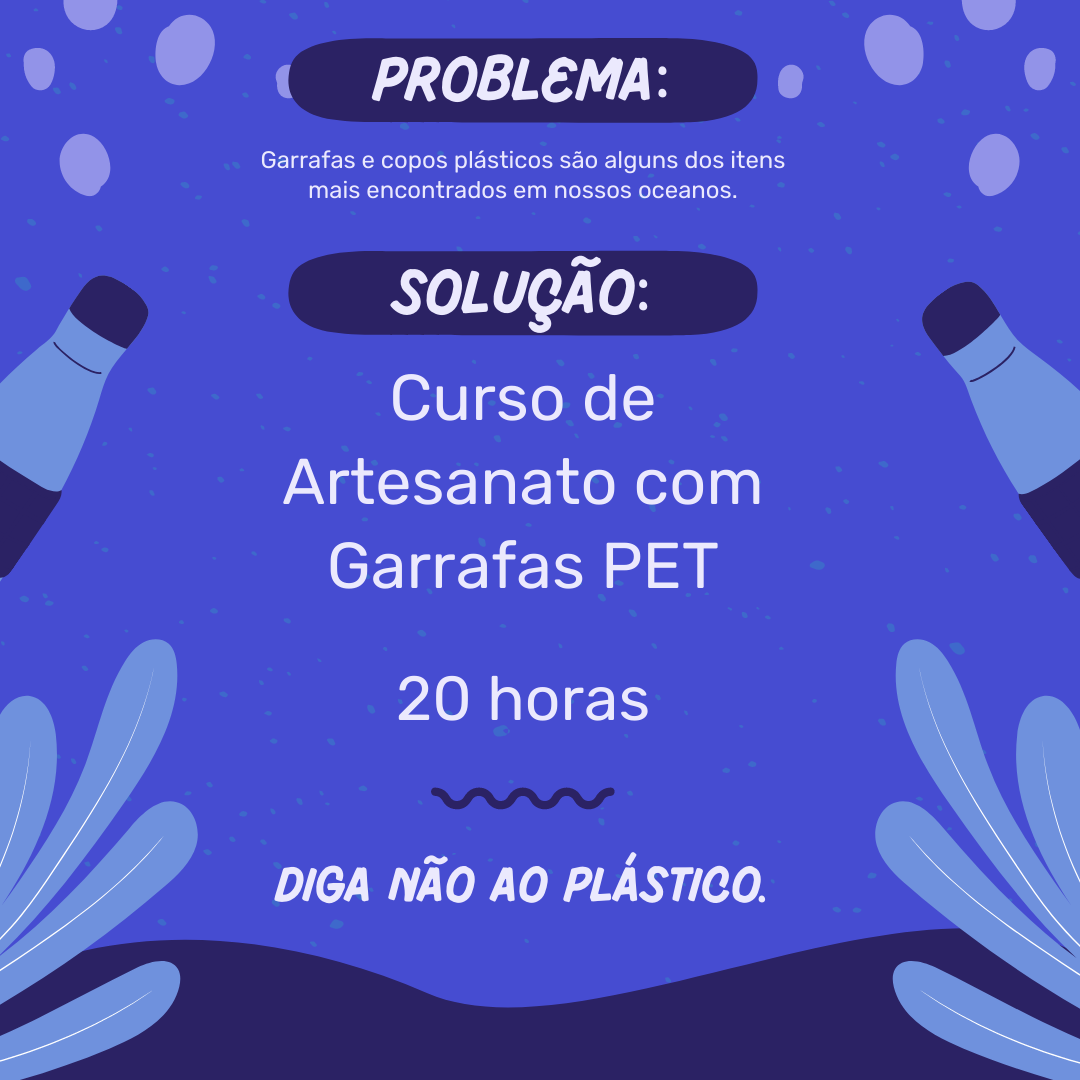 PROBLEMA:
Garrafas e copos plásticos são alguns dos itens
mais encontrados em nossos oceanos.
SOLUÇÃO:
Curso de
Artesanato com
Garrafas PET
20 horas
DIGA NÃO AO PLÁSTICO.